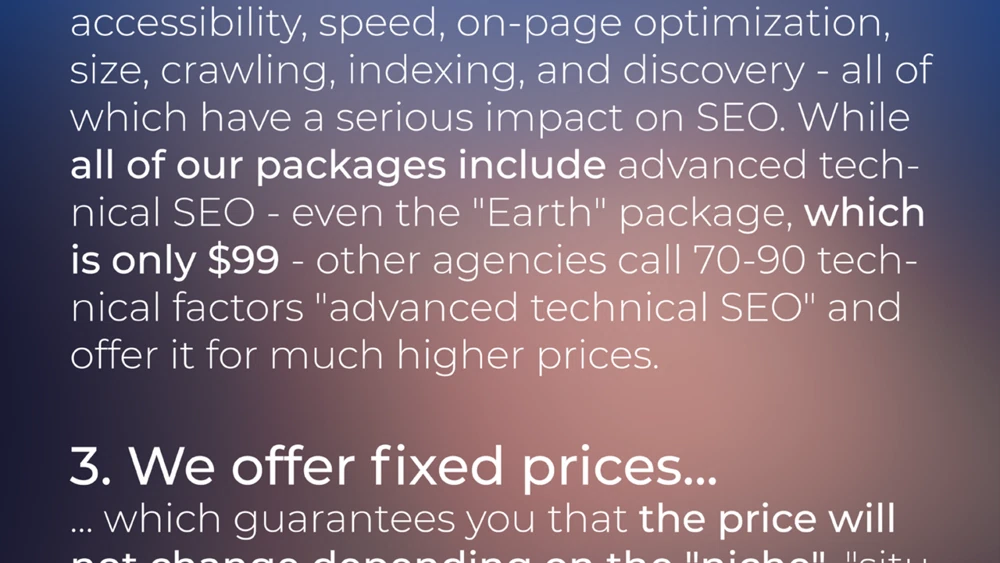 accessibility, speed, on-page optimization,
size, crawling, indexing, and discovery - all of
which have a serious impact on SEO. While
all of our packages include advanced tech-
nical SEO - even the "Earth" package, which
is only $99 - other agencies call 70-90 tech-
nical factors "advanced technical SEO" and
offer it for much higher prices.
3. We offer fixed prices...
... which guarantees you that the price will
not change depending on the "niche",